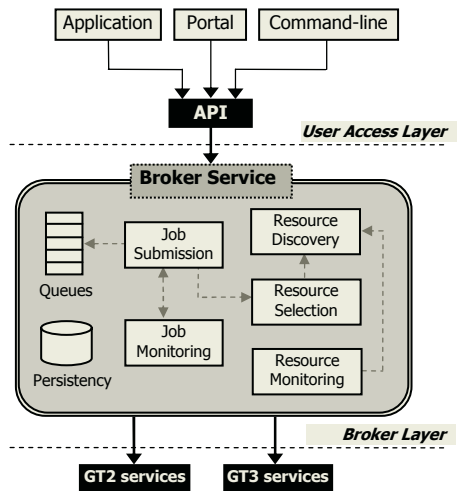 Application
Portal
Command-line
API
User Access Layer
Broker Service
Job
Submission
Resource
Discovery
Queues
Resource
Selection
Job
Monitoring
Persistency
Resource
Monitoring
Broker Layer
GT2 services
GT3 services